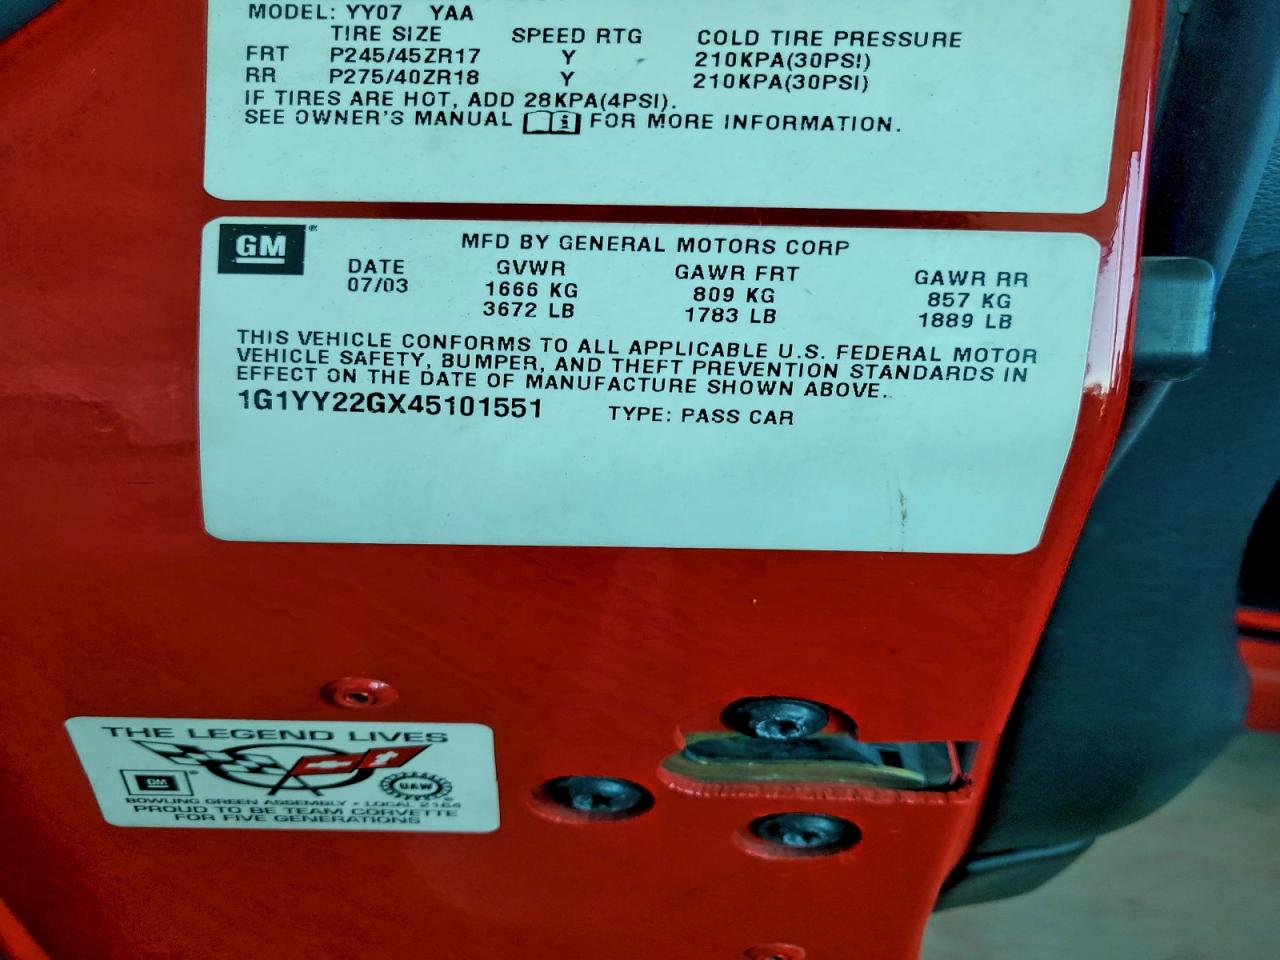 MODEL: YY07 YAA
TIRE SIZE SPEED RTG COLD TIRE PRESSURE
FRT P245/45ZR17 Y 210KPA(30PSI)
RR P275/40ZR18 Y 210KPA(30PSI)
IF TIRES ARE HOT, ADD 28KPA(4PSI).
SEE OWNER'S MANUAL FOR MORE INFORMATION.
GM ®
MFD BY GENERAL MOTORS CORP
DATE GVWR GAWR FRT GAWR RR
07/03 1666 KG 809 KG 857 KG
3672 LB 1783 LB 1889 LB
THIS VEHICLE CONFORMS TO ALL APPLICABLE U.S. FEDERAL MOTOR
VEHICLE SAFETY, BUMPER, AND THEFT PREVENTION STANDARDS IN
EFFECT ON THE DATE OF MANUFACTURE SHOWN ABOVE.
1G1YY22GX45101551 TYPE: PASS CAR
THE LEGEND LIVES
GM ® UAW
BOWLING GREEN ASSEMBLY • LOCAL 2164
PROUD TO BE TEAM CORVETTE
FOR FIVE GENERATIONS